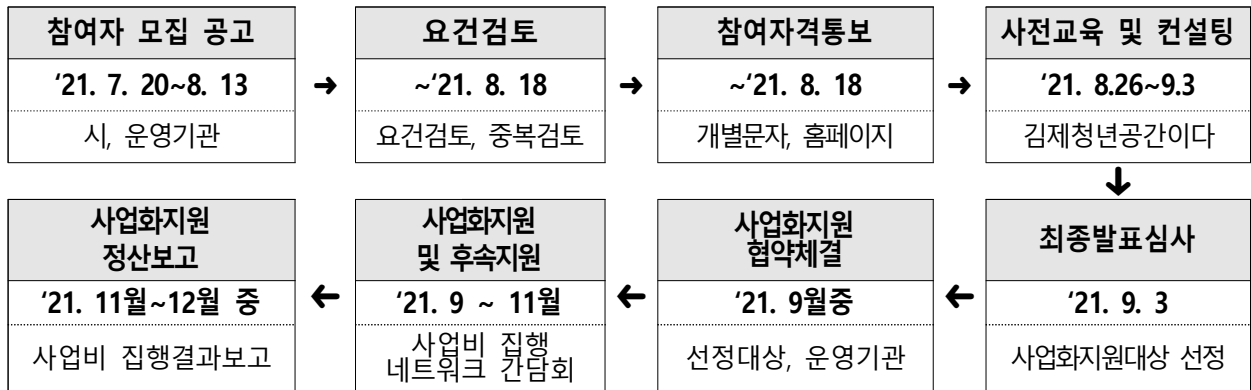 참여자 모집 공고
‘21. 7. 20~8. 13
시, 운영기관
➜
요건검토
~‘21. 8. 18
요건검토, 중복검토
➜
참여자격통보
~‘21. 8. 18
개별문자, 홈페이지
➜
사전교육 및 컨설팅
‘21. 8.26~9.3
김제청년공간이다
➜
최종발표심사
‘21. 9. 3
사업화지원대상 선정
➜
사업화지원
협약체결
‘21. 9월중
선정대상, 운영기관
➜
사업화지원
및 후속지원
‘21. 9 ~ 11월
사업비 집행
네트워크 간담회
➜
사업화지원
정산보고
‘21. 11월~12월 중
사업비 집행결과보고